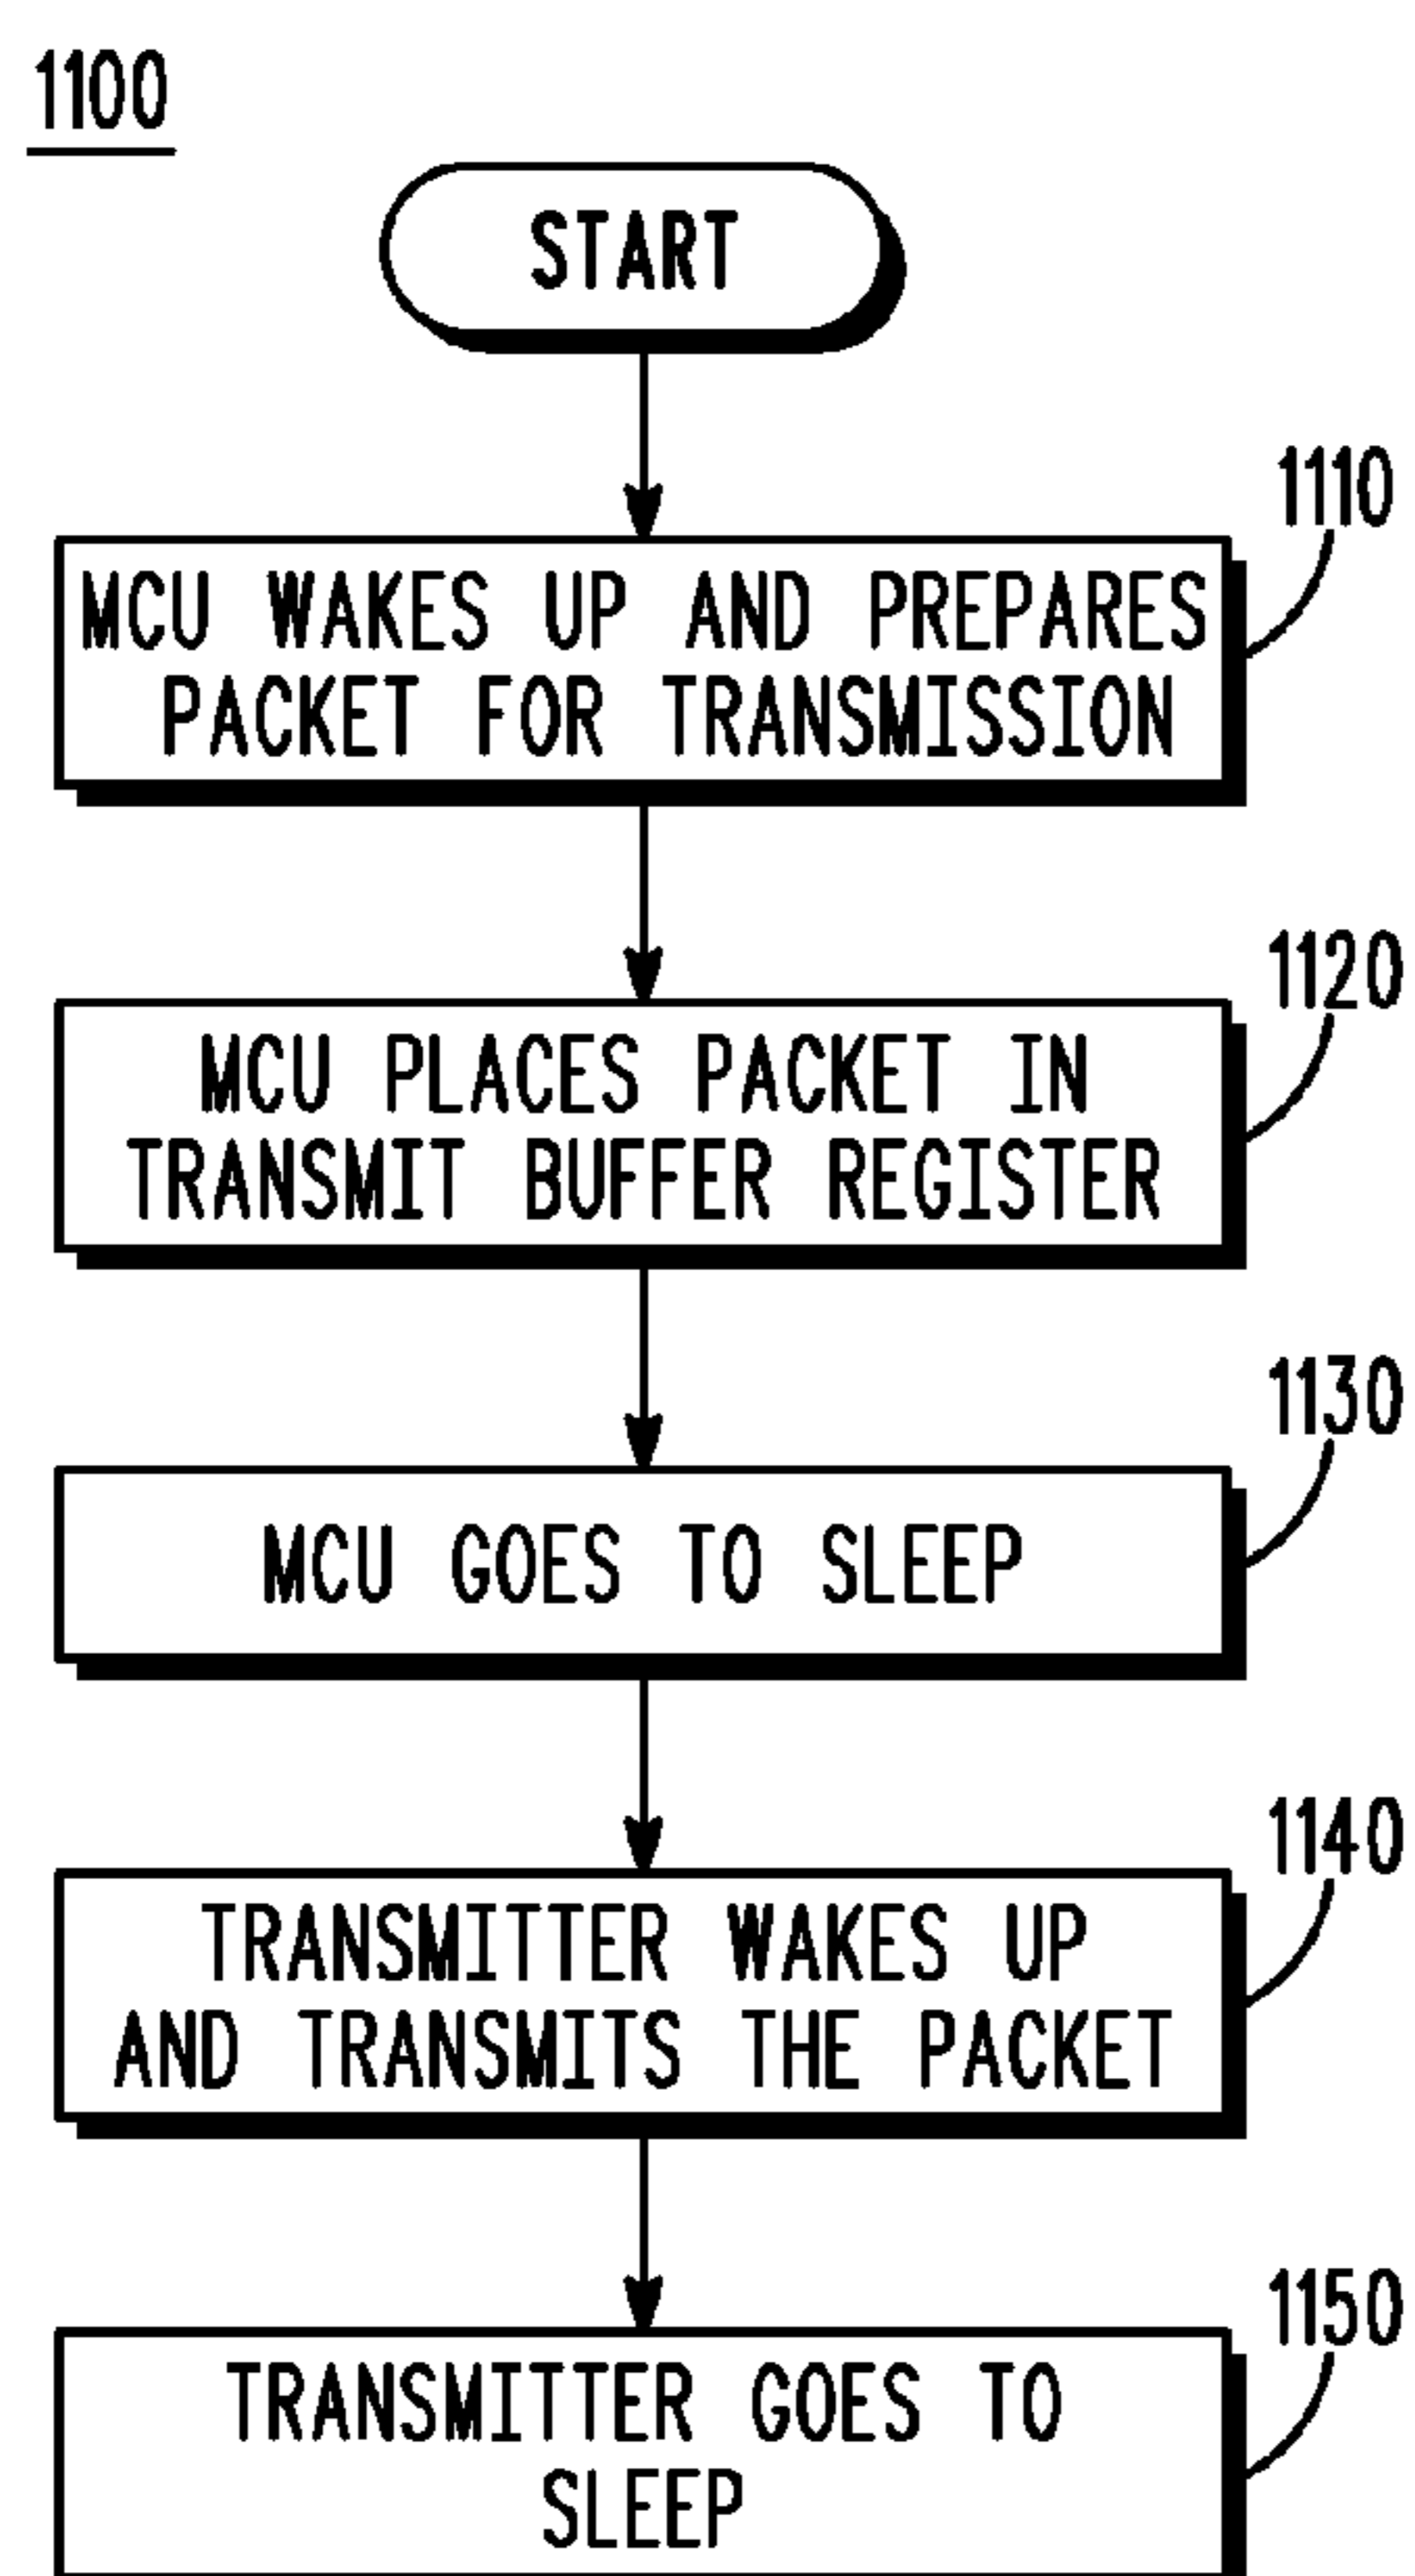 1100
START
1110
MCU WAKES UP AND PREPARES
PACKET FOR TRANSMISSION
1120
MCU PLACES PACKET IN
TRANSMIT BUFFER REGISTER
1130
MCU GOES TO SLEEP
1140
TRANSMITTER WAKES UP
AND TRANSMITS THE PACKET
1150
TRANSMITTER GOES TO
SLEEP